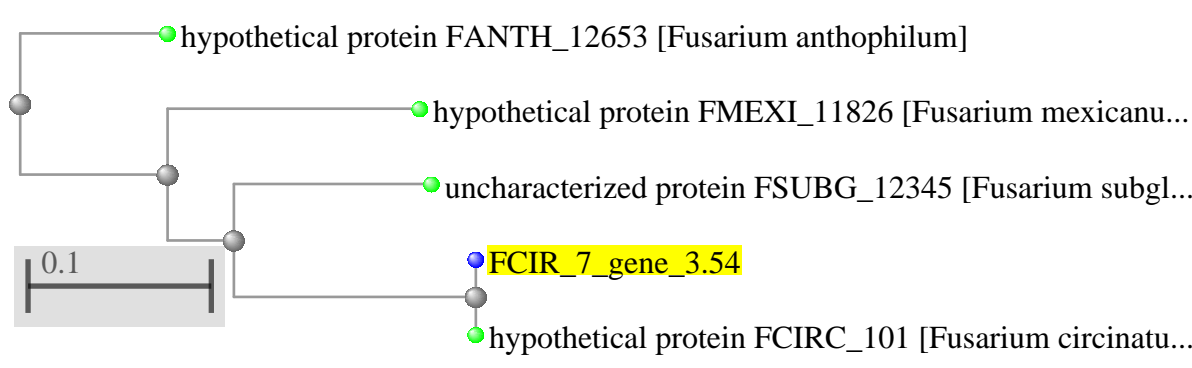 hypothetical protein FANTH_12653 [Fusarium anthophilum]
hypothetical protein FMEXI_11826 [Fusarium mexicanu...
uncharacterized protein FSUBG_12345 [Fusarium subgl...
0.1
FCIR_7_gene_3.54
hypothetical protein FCIRC_101 [Fusarium circinatu...